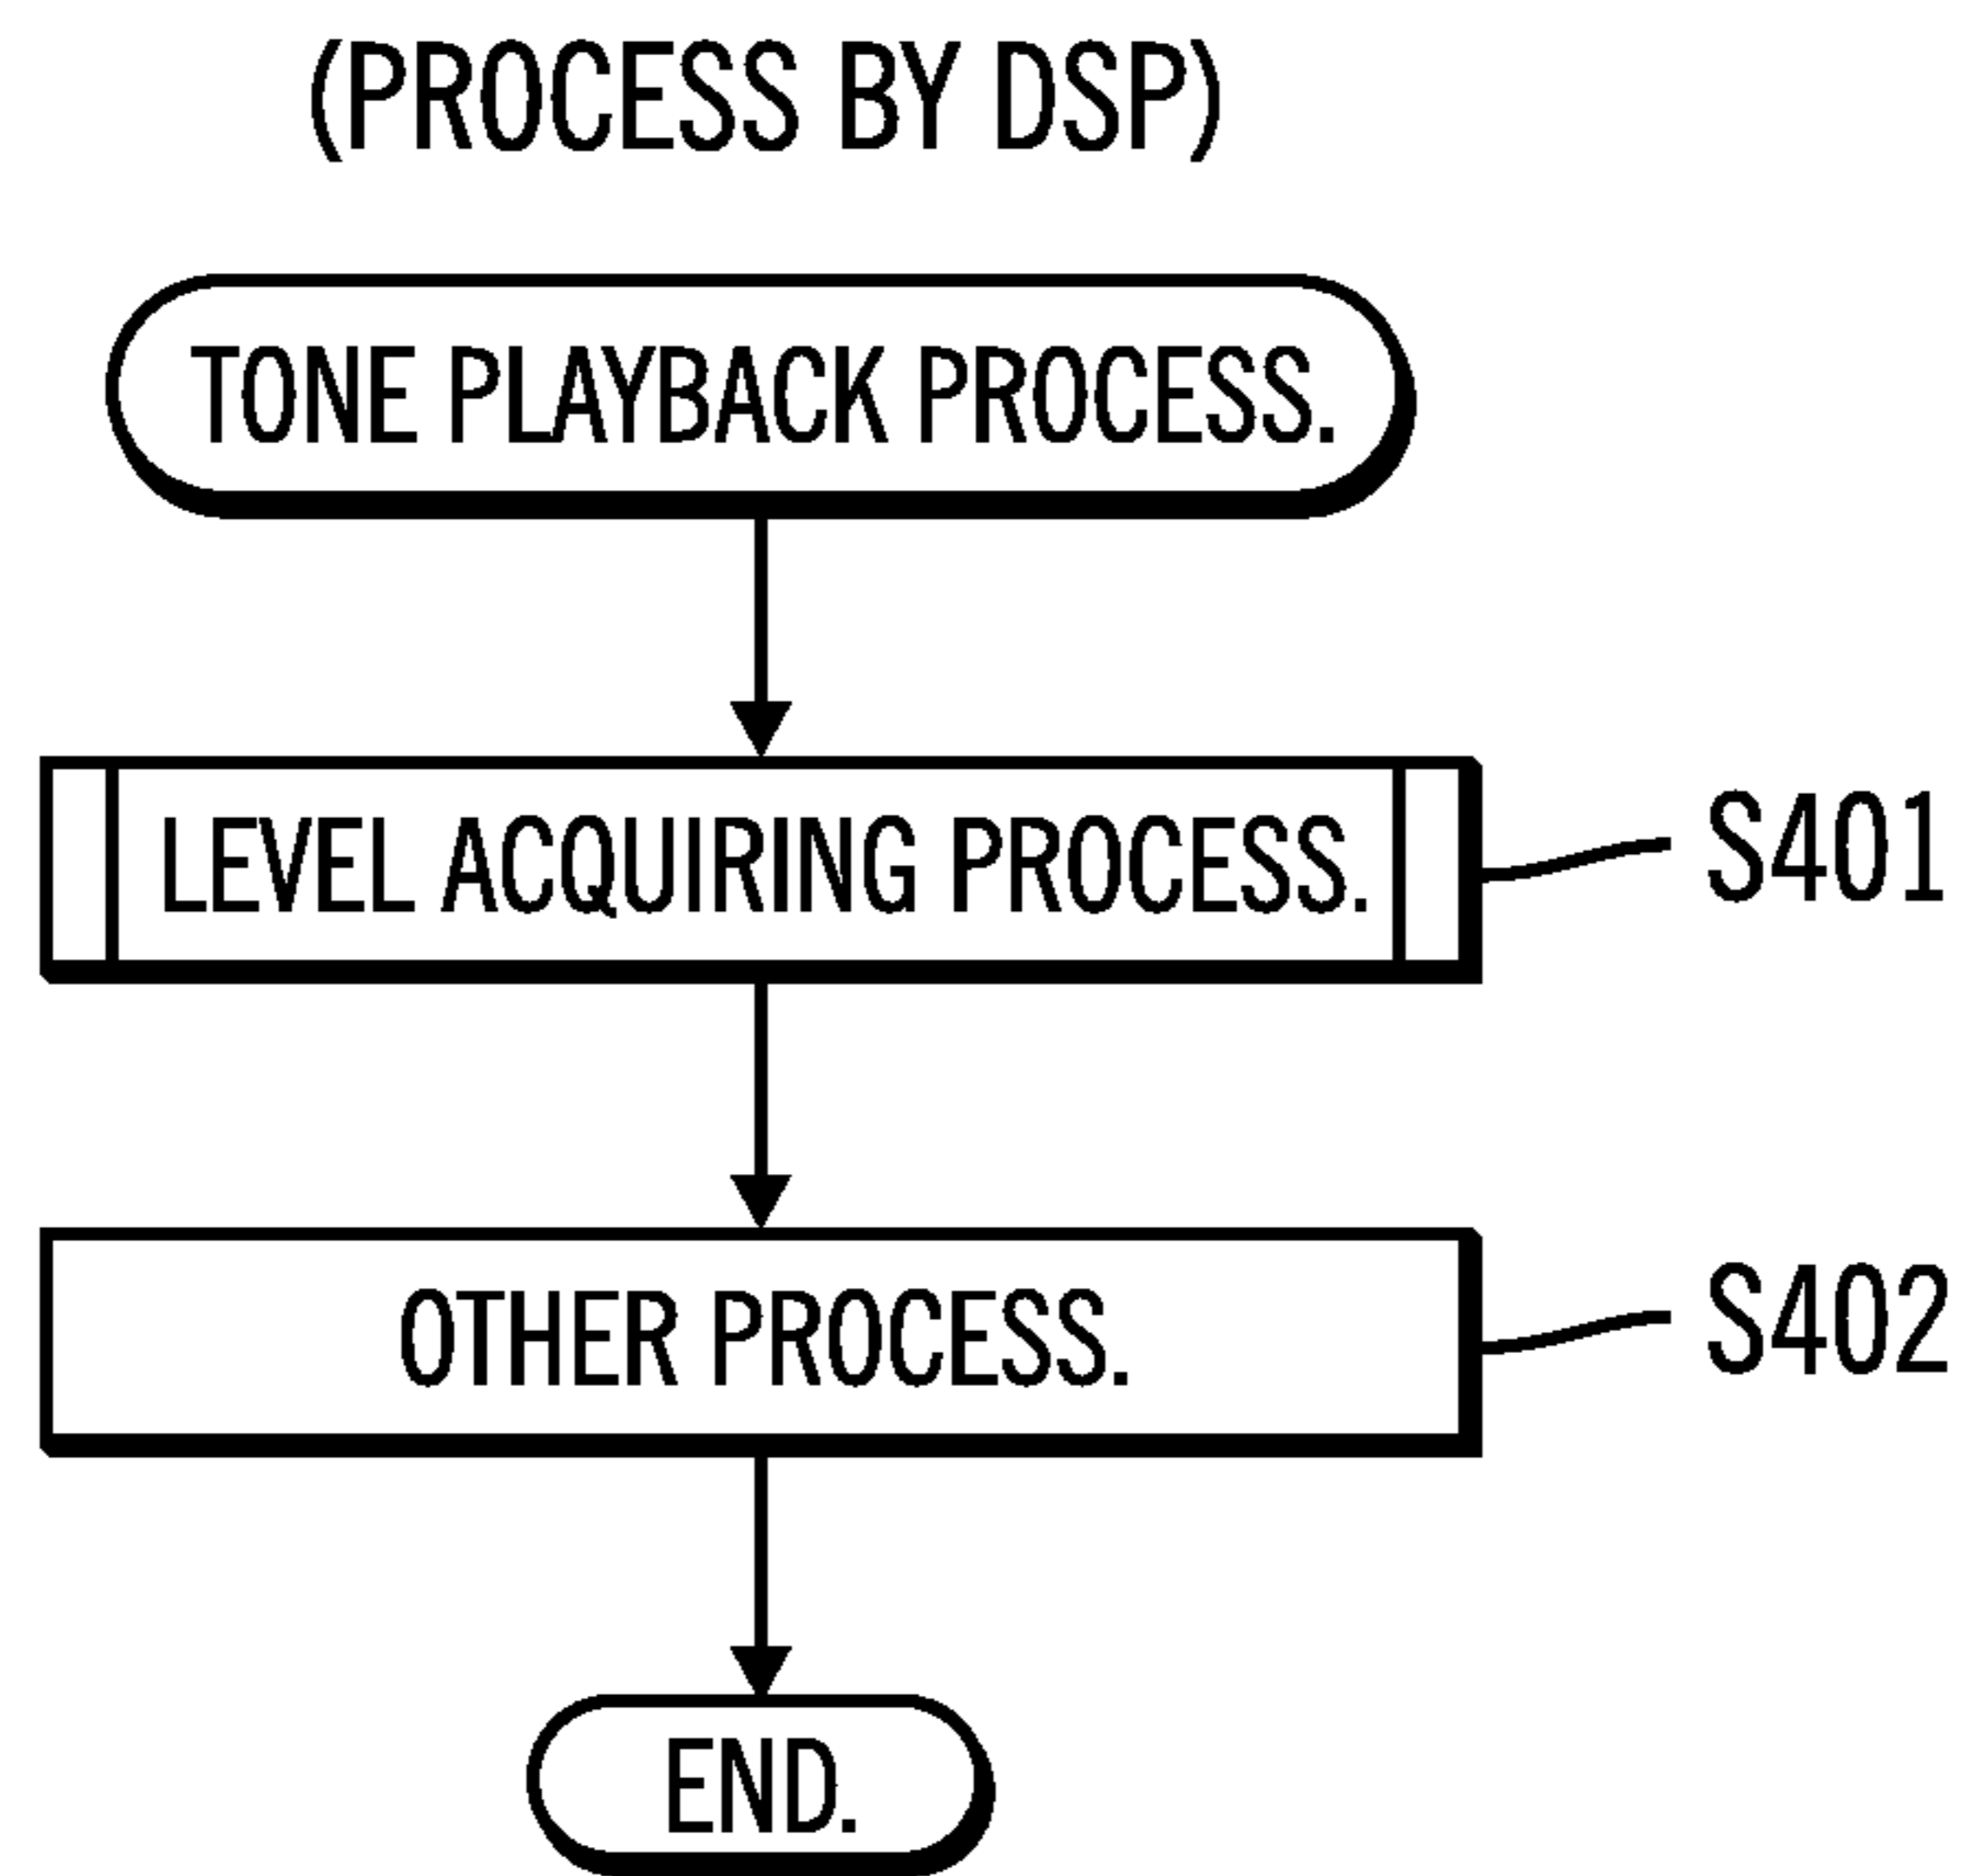 (PROCESS BY DSP)
TONE PLAYBACK PROCESS.
LEVEL ACQUIRING PROCESS.
S401
OTHER PROCESS.
S402
END.